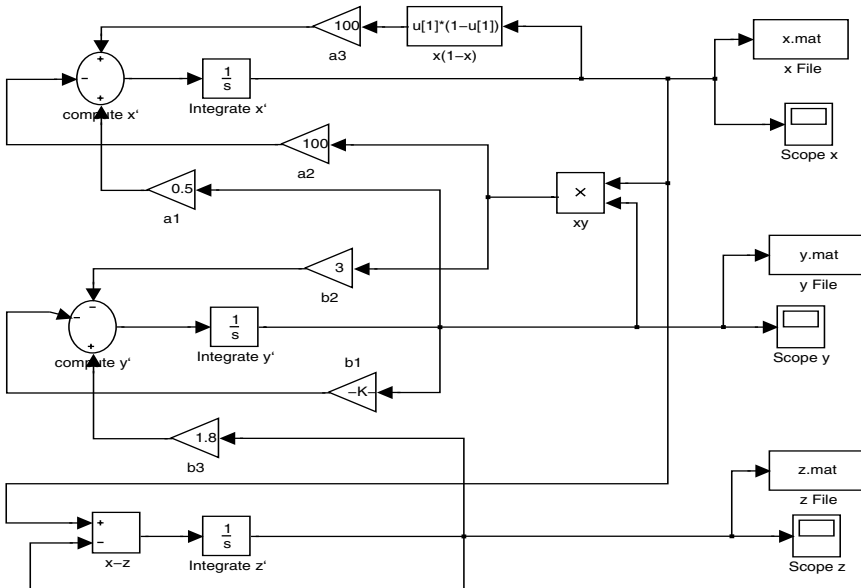 100
a3
u[1]*(1−u[1])
x(1−x)
x.mat
x File
+
−
+
compute x‘
1
s
Integrate x‘
Scope x
100
a2
0.5
a1
×
xy
3
b2
y.mat
y File
−
−
+
compute y‘
1
s
Integrate y‘
Scope y
b1
−K−
1.8
b3
z.mat
z File
+
−
x−z
1
s
Integrate z‘
Scope z